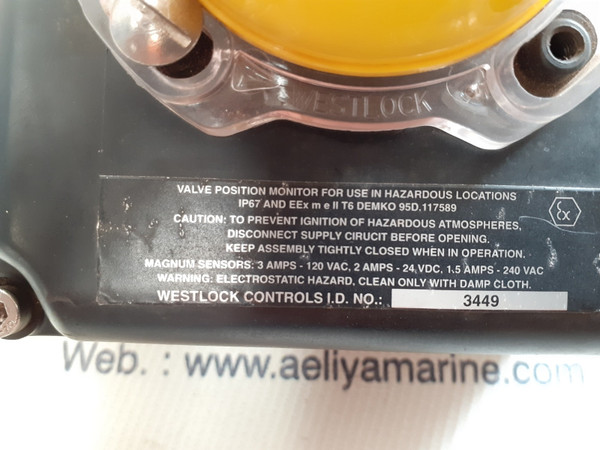 WESTLOCK
VALVE POSITION MONITOR FOR USE IN HAZARDOUS LOCATIONS
IP67 AND EEx m e II T6 DEMKO 95D.117589
CAUTION: TO PREVENT IGNITION OF HAZARDOUS ATMOSPHERES,
DISCONNECT SUPPLY CIRUCIT BEFORE OPENING.
KEEP ASSEMBLY TIGHTLY CLOSED WHEN IN OPERATION.
MAGNUM SENSORS: 3 AMPS - 120 VAC, 2 AMPS - 24 VDC, 1.5 AMPS - 240 VAC
WARNING: ELECTROSTATIC HAZARD, CLEAN ONLY WITH DAMP CLOTH.
WESTLOCK CONTROLS I.D. NO.: 3449
Ex
Web. : www.aeliyamarine.com